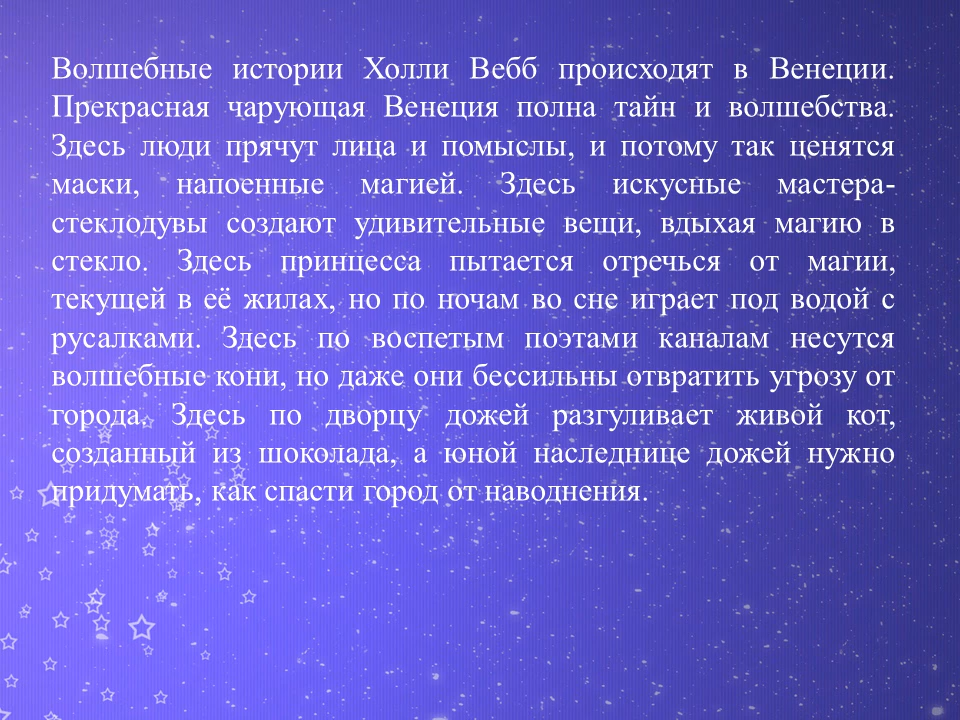 Волшебные истории Холли Вебб происходят в Венеции.
Прекрасная чарующая Венеция полна тайн и волшебства.
Здесь люди прячут лица и помыслы, и потому так ценятся
маски, напоенные магией. Здесь искусные мастера-
стеклодувы создают удивительные вещи, вдыхая магию в
стекло. Здесь принцесса пытается отречься от магии,
текущей в её жилах, но по ночам во сне играет под водой с
русалками. Здесь по воспетым поэтами каналам несутся
волшебные кони, но даже они бессильны отвратить угрозу от
города. Здесь по дворцу дожей разгуливает живой кот,
созданный из шоколада, а юной наследнице дожей нужно
придумать, как спасти город от наводнения.